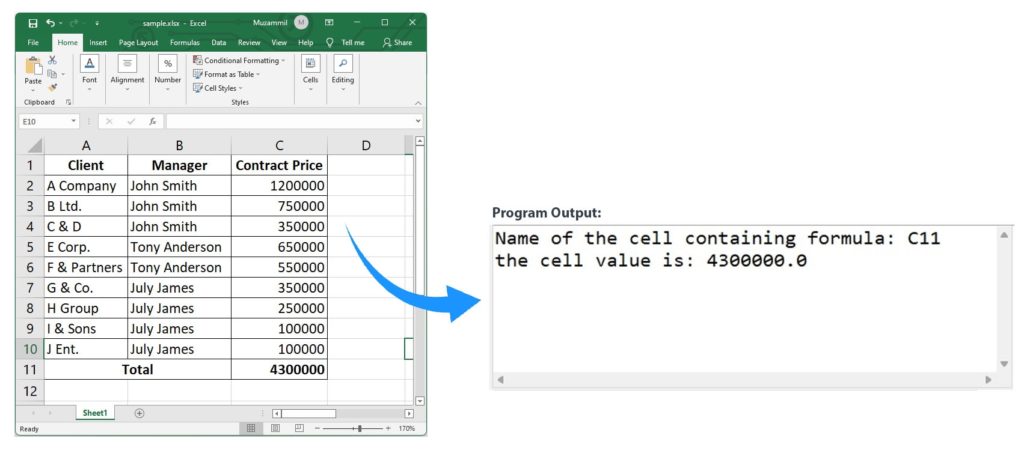 sample.xlsx - Excel Muzammil M
File Home Insert Page Layout Formulas Data Review View Help Tell me Share
Paste
Clipboard
Font
Alignment
%
Number
Conditional Formatting
Format as Table
Cell Styles
Styles
Cells
Editing
E10 fx
A B C D
1 Client Manager Contract Price
2 A Company John Smith 1200000
3 B Ltd. John Smith 750000
4 C & D John Smith 350000
5 E Corp. Tony Anderson 650000
6 F & Partners Tony Anderson 550000
7 G & Co. July James 350000
8 H Group July James 250000
9 I & Sons July James 100000
10 J Ent. July James 100000
11 Total 4300000
12
Sheet1
Ready 170%
Program Output:
Name of the cell containing formula: C11
the cell value is: 4300000.0